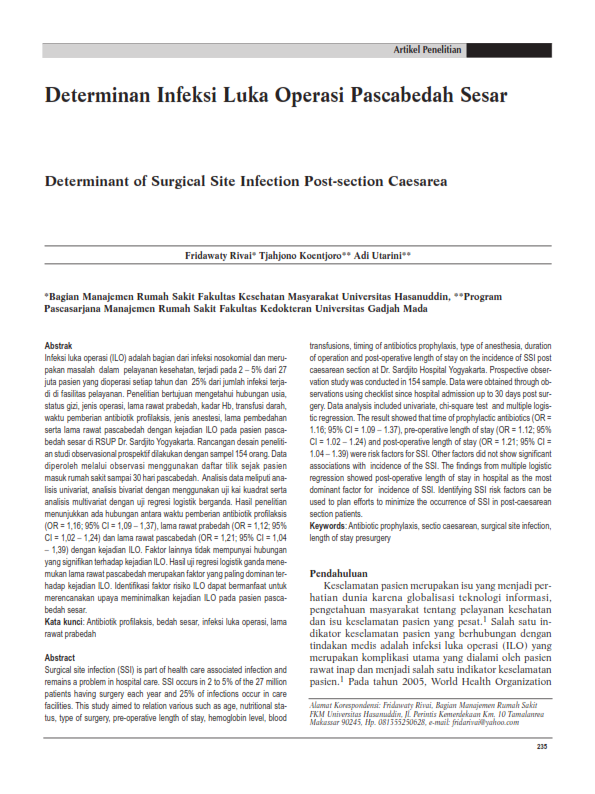 Artikel Penelitian
Determinan Infeksi Luka Operasi Pascabedah Sesar
Determinant of Surgical Site Infection Post-section Caesarea
Fridawaty Rivai* Tjahjono Koentjoro** Adi Utarini**
*Bagian Manajemen Rumah Sakit Fakultas Kesehatan Masyarakat Universitas Hasanuddin, **Program
Pascasarjana Manajemen Rumah Sakit Fakultas Kedokteran Universitas Gadjah Mada
Abstrak
Infeksi luka operasi (ILO) adalah bagian dari infeksi nosokomial dan meru-
pakan masalah dalam pelayanan kesehatan, terjadi pada 2 – 5% dari 27
juta pasien yang dioperasi setiap tahun dan 25% dari jumlah infeksi terja-
di di fasilitas pelayanan. Penelitian bertujuan mengetahui hubungan usia,
status gizi, jenis operasi, lama rawat prabedah, kadar Hb, transfusi darah,
waktu pemberian antibiotik profilaksis, jenis anestesi, lama pembedahan
serta lama rawat pascabedah dengan kejadian ILO pada pasien pasca-
bedah sesar di RSUP Dr. Sardjito Yogyakarta. Rancangan desain peneliti-
an studi observasional prospektif dilakukan dengan sampel 154 orang. Data
diperoleh melalui observasi menggunakan daftar tilik sejak pasien
masuk rumah sakit sampai 30 hari pascabedah. Analisis data meliputi ana-
lisis univariat, analisis bivariat dengan menggunakan uji kai kuadrat serta
analisis multivariat dengan uji regresi logistik berganda. Hasil penelitian
menunjukkan ada hubungan antara waktu pemberian antibiotik profilaksis
(OR = 1,16; 95% CI = 1,09 – 1,37), lama rawat prabedah (OR = 1,12; 95%
CI = 1,02 – 1,24) dan lama rawat pascabedah (OR = 1,21; 95% CI = 1,04
– 1,39) dengan kejadian ILO. Faktor lainnya tidak mempunyai hubungan
yang signifikan terhadap kejadian ILO. Hasil uji regresi logistik ganda mene-
mukan lama rawat pascabedah merupakan faktor yang paling dominan ter-
hadap kejadian ILO. Identifikasi faktor risiko ILO dapat bermanfaat untuk
merencanakan upaya meminimalkan kejadian ILO pada pasien pasca-
bedah sesar.
Kata kunci: Antibiotik profilaksis, bedah sesar, infeksi luka operasi, lama
rawat prabedah
Abstract
Surgical site infection (SSI) is part of health care associated infection and
remains a problem in hospital care. SSI occurs in 2 to 5% of the 27 million
patients having surgery each year and 25% of infections occur in care
facilities. This study aimed to relation various such as age, nutritional sta-
tus, type of surgery, pre-operative length of stay, hemoglobin level, blood
transfusions, timing of antibiotics prophylaxis, type of anesthesia, duration
of operation and post-operative length of stay on the incidence of SSI post
caesarean section at Dr. Sardjito Hospital Yogyakarta. Prospective obser-
vation study was conducted in 154 sample. Data were obtained through ob-
servations using checklist since hospital admission up to 30 days post sur-
gery. Data analysis included univariate, chi-square test and multiple logis-
tic regression. The result showed that time of prophylactic antibiotics (OR =
1.16; 95% CI = 1.09 – 1.37), pre-operative length of stay (OR = 1.12; 95%
CI = 1.02 – 1.24) and post-operative length of stay (OR = 1.21; 95% CI =
1.04 – 1.39) were risk factors for SSI. Other factors did not show significant
associations with incidence of the SSI. The findings from multiple logistic
regression showed post-operative length of stay in hospital as the most
dominant factor for incidence of SSI. Identifying SSI risk factors can be
used to plan efforts to minimize the occurrence of SSI in post-caesarean
section patients.
Keywords: Antibiotic prophylaxis, sectio caesarean, surgical site infection,
length of stay presurgery
Pendahuluan
Keselamatan pasien merupakan isu yang menjadi per-
hatian dunia karena globalisasi teknologi informasi,
pengetahuan masyarakat tentang pelayanan kesehatan
dan isu keselamatan pasien yang pesat.1 Salah satu in-
dikator keselamatan pasien yang berhubungan dengan
tindakan medis adalah infeksi luka operasi (ILO) yang
merupakan komplikasi utama yang dialami oleh pasien
rawat inap dan menjadi salah satu indikator keselamatan
pasien.1 Pada tahun 2005, World Health Organization
Alamat Korespondensi: Fridawaty Rivai, Bagian Manajemen Rumah Sakit
FKM Universitas Hasanuddin, Jl. Perintis Kemerdekaan Km. 10 Tamalanrea
Makassar 90245, Hp. 081355250628, e-mail: fridarivai@yahoo.com
235